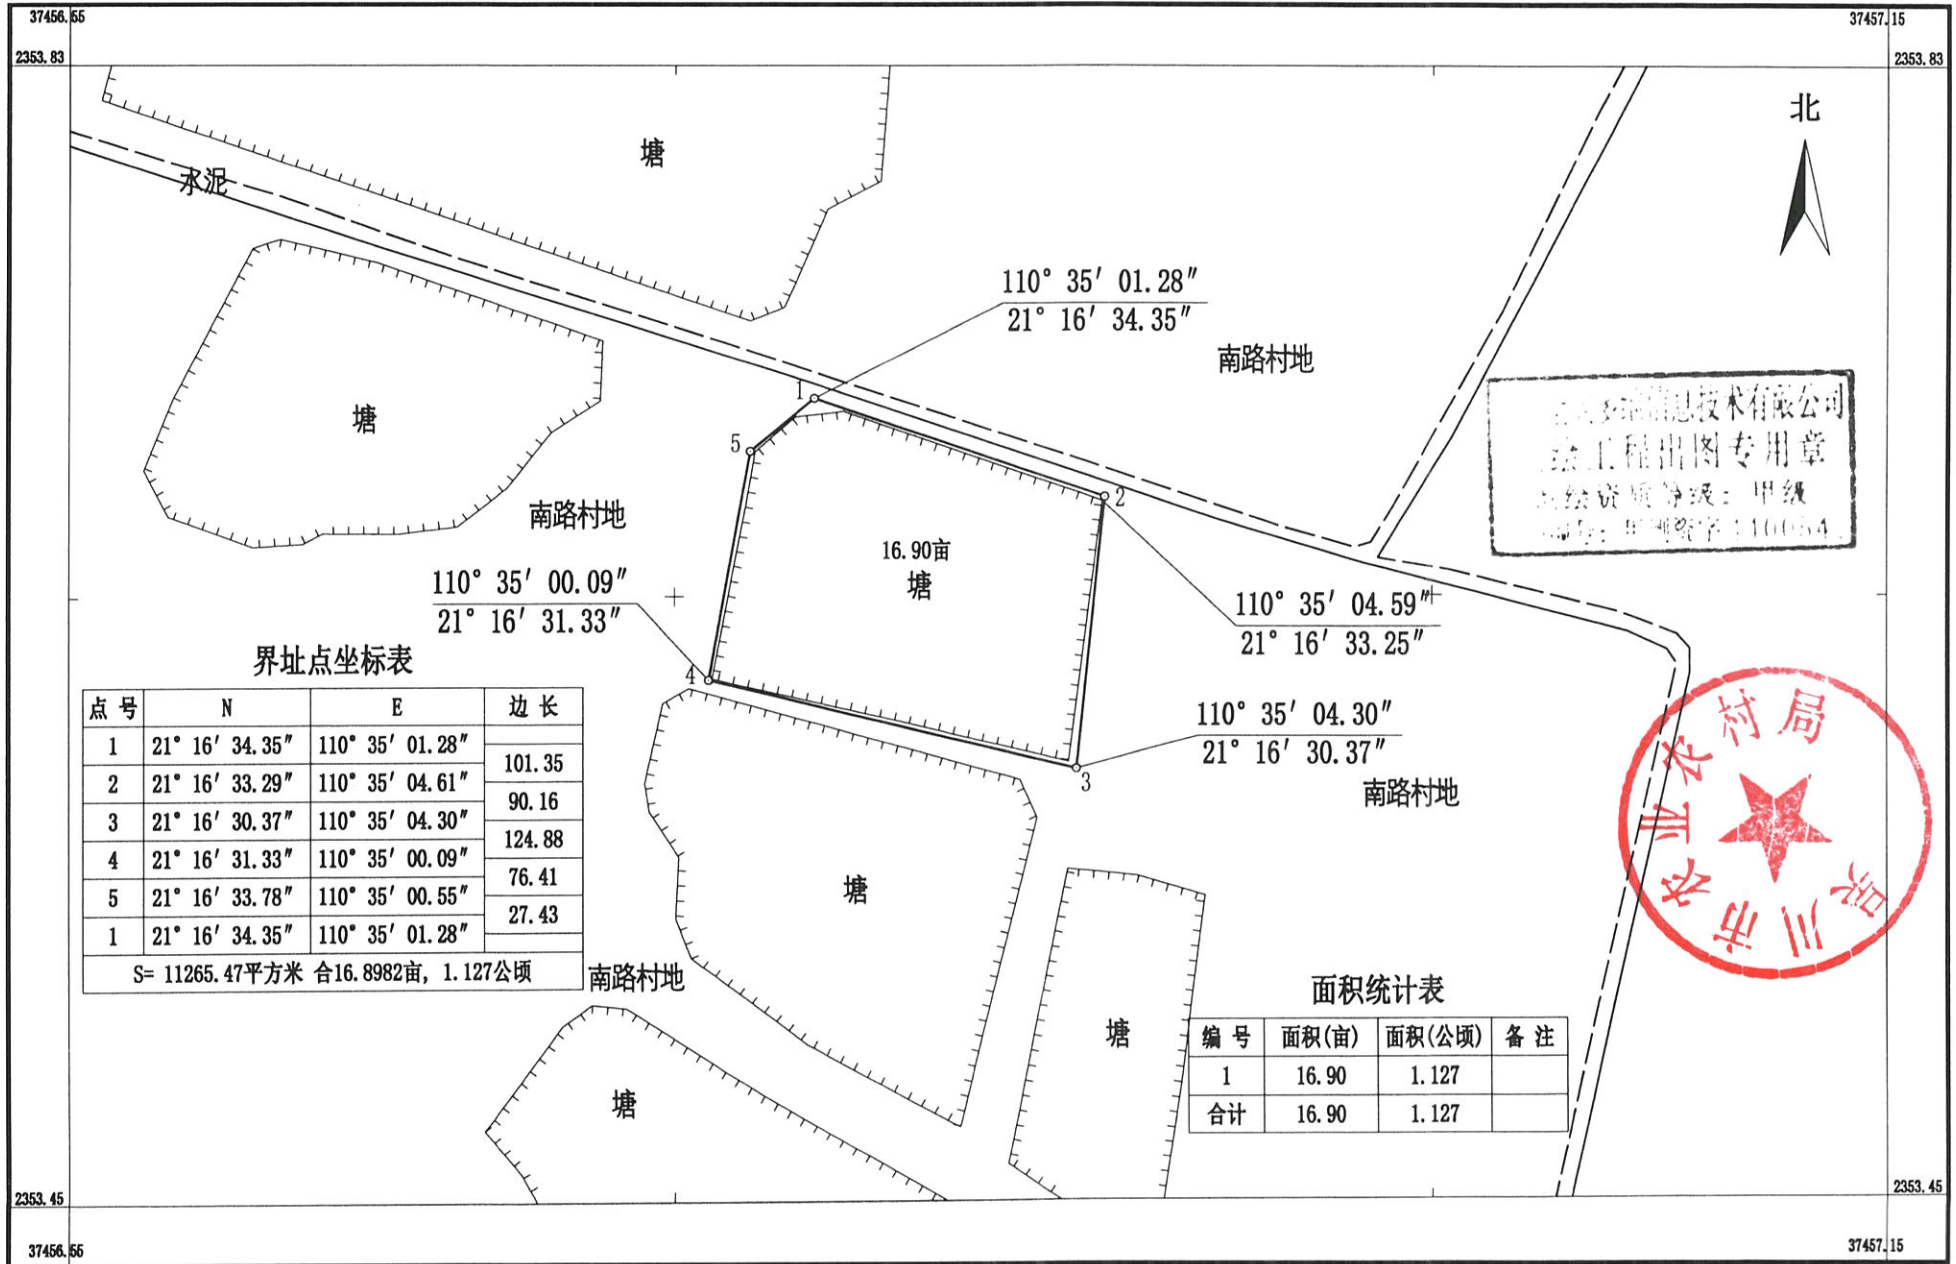 37456.55
37457.15
2353.83
2353.83
北
塘
水泥
110° 35′ 01.28″
21° 16′ 34.35″
南路村地
塘
1
5
2
信息技术有限公司
绘工程出图专用章
绘资质等级：甲级
南路村地
16.90亩
塘
110° 35′ 00.09″
21° 16′ 31.33″
110° 35′ 04.59″
21° 16′ 33.25″
4
3
110° 35′ 04.30″
21° 16′ 30.37″
南路村地
界址点坐标表
点号 N E 边长
1 21° 16′ 34.35″ 110° 35′ 01.28″
101.35
2 21° 16′ 33.29″ 110° 35′ 04.61″
90.16
3 21° 16′ 30.37″ 110° 35′ 04.30″
124.88
4 21° 16′ 31.33″ 110° 35′ 00.09″
76.41
5 21° 16′ 33.78″ 110° 35′ 00.55″
27.43
1 21° 16′ 34.35″ 110° 35′ 01.28″
S= 11265.47平方米 合16.8982亩, 1.127公顷
吴川市农业农村局
塘
南路村地
塘
塘
面积统计表
编号 面积(亩) 面积(公顷) 备注
1 16.90 1.127
合计 16.90 1.127
2353.45
2353.45
37456.55
37457.15